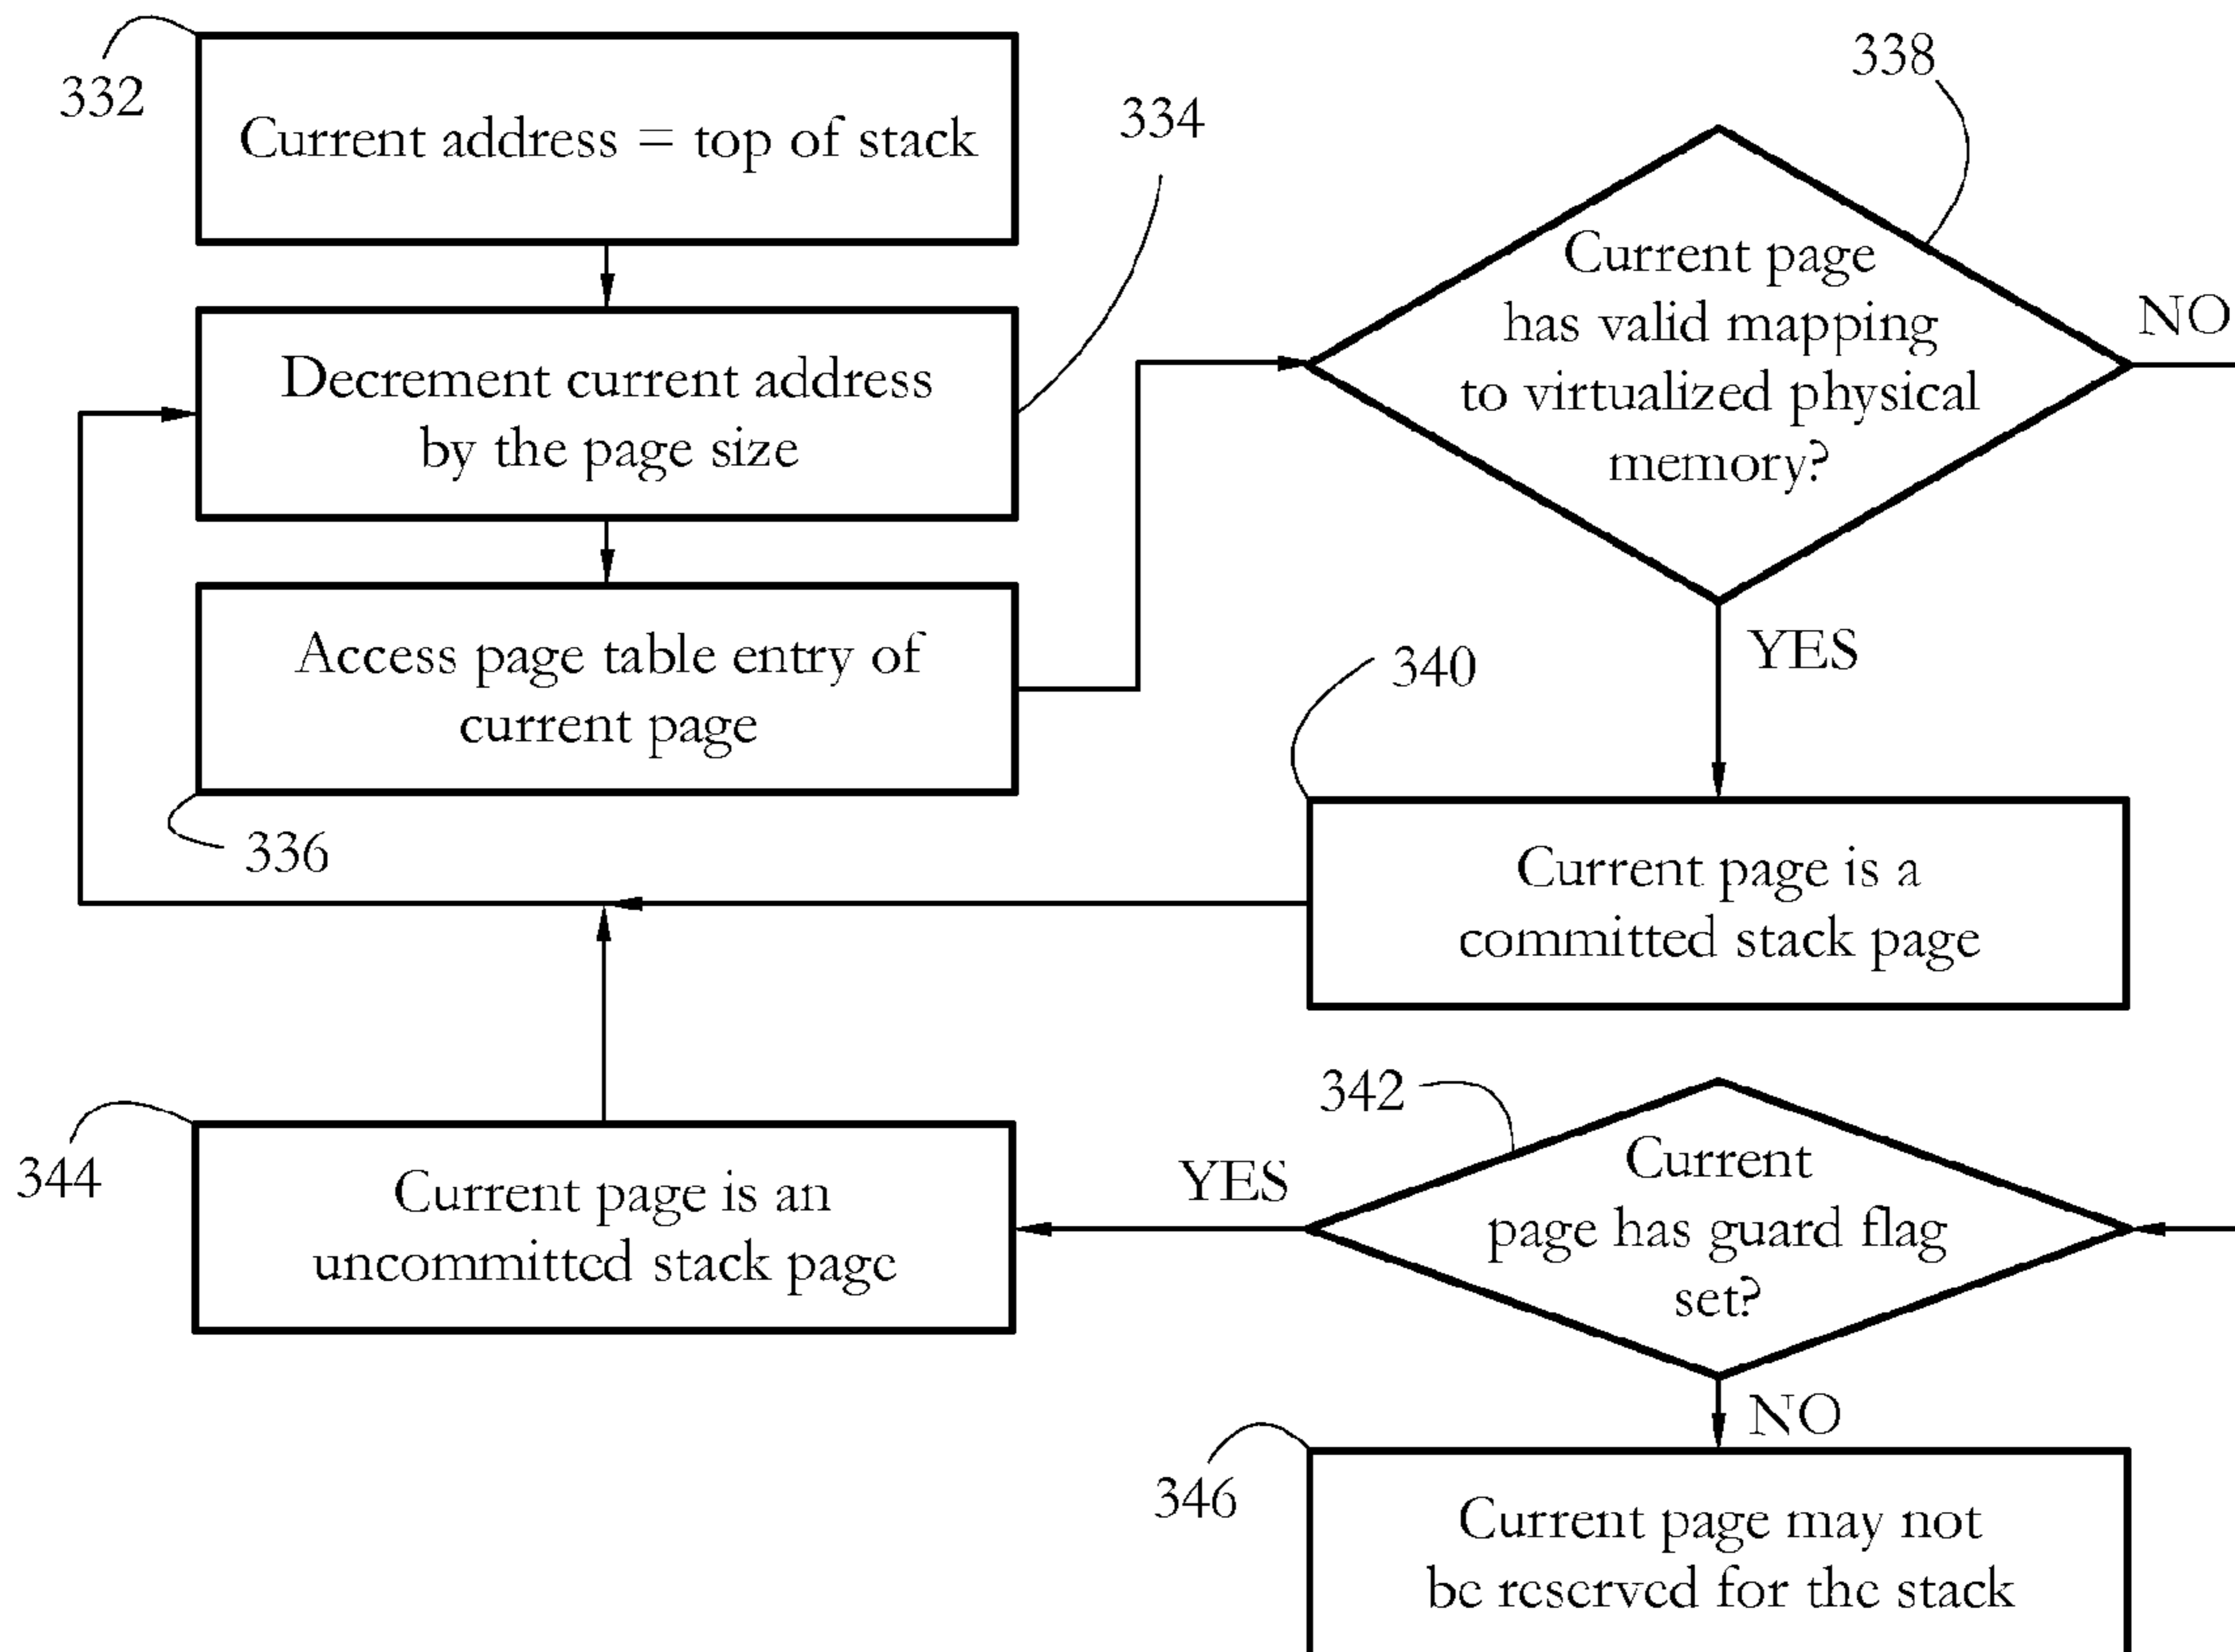 332
Current address = top of stack
334
Decrement current address
by the page size
Access page table entry of
current page
336
338
Current page
has valid mapping
to virtualized physical
memory?
NO
YES
340
Current page is a
committed stack page
342
Current
page has guard flag
set?
YES
344
Current page is an
uncommitted stack page
NO
346
Current page may not
be reserved for the stack